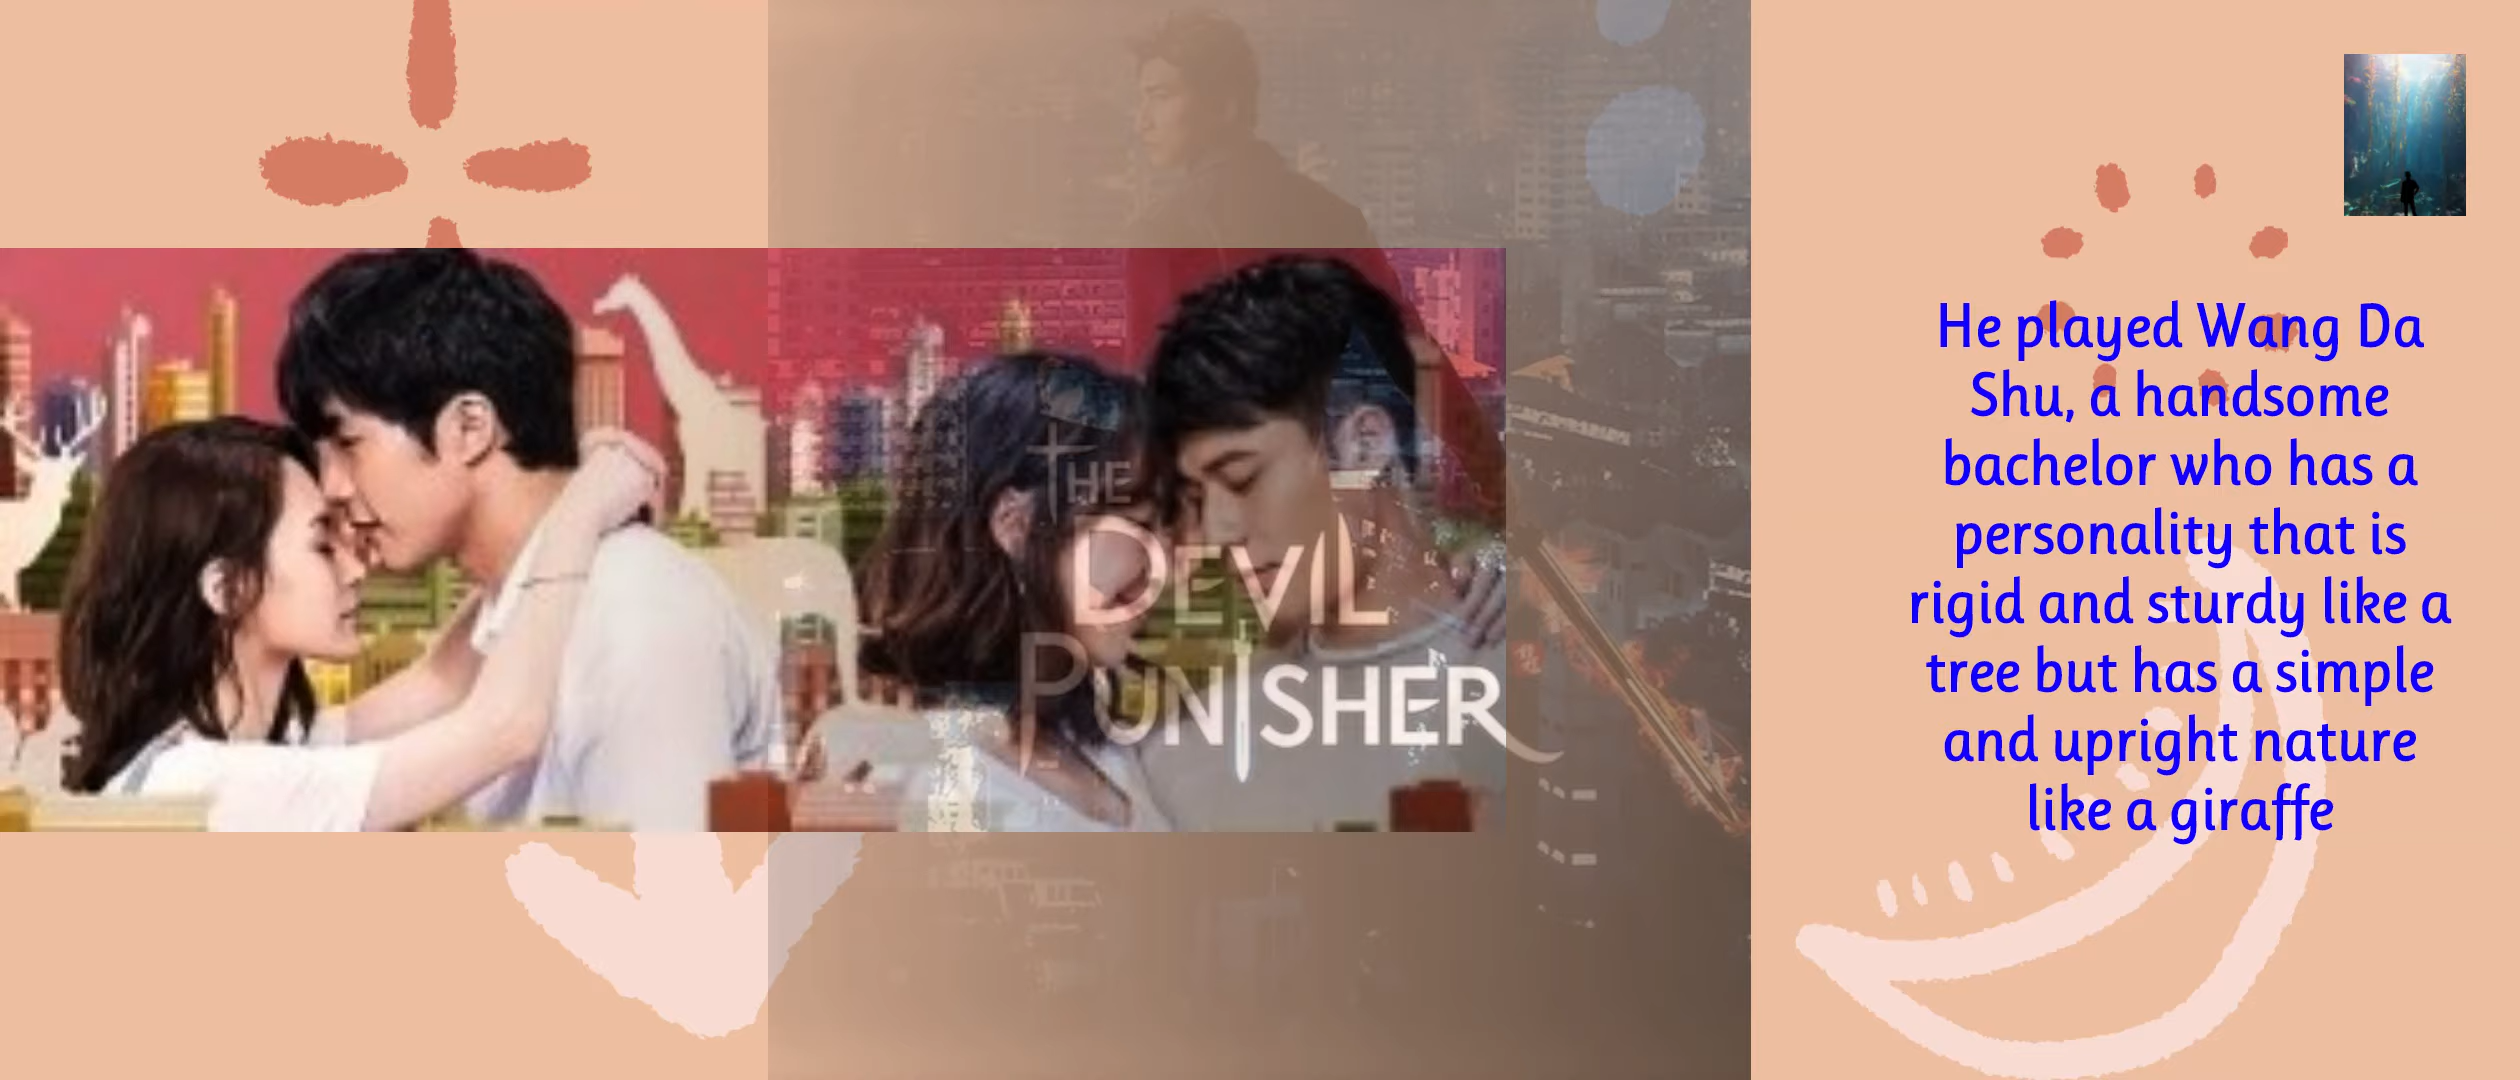 THE
DEVIL
PUNISHER
He played Wang Da
Shu, a handsome
bachelor who has a
personality that is
rigid and sturdy like a
tree but has a simple
and upright nature
like a giraffe